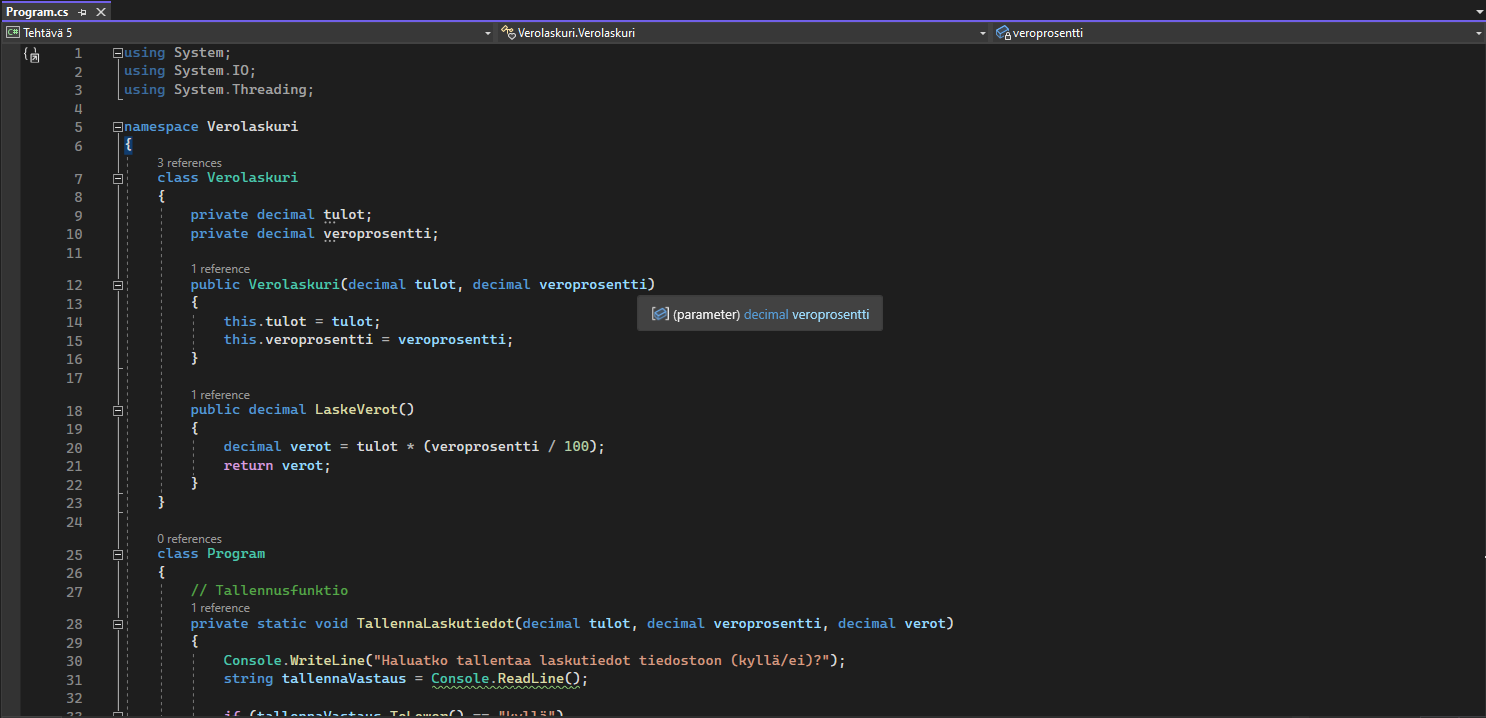 Program.cs
C# Tehtävä 5 Verolaskuri.Verolaskuri veroprosentti
1 using System;
2 using System.IO;
3 using System.Threading;
4
5 namespace Verolaskuri
6 {
3 references
7 class Verolaskuri
8 {
9 private decimal tulot;
10 private decimal veroprosentti;
11
1 reference
12 public Verolaskuri(decimal tulot, decimal veroprosentti)
13 {
(parameter) decimal veroprosentti
14 this.tulot = tulot;
15 this.veroprosentti = veroprosentti;
16 }
17
1 reference
18 public decimal LaskeVerot()
19 {
20 decimal verot = tulot * (veroprosentti / 100);
21 return verot;
22 }
23 }
24
0 references
25 class Program
26 {
27 // Tallennusfunktio
1 reference
28 private static void TallennaLaskutiedot(decimal tulot, decimal veroprosentti, decimal verot)
29 {
30 Console.WriteLine("Haluatko tallentaa laskutiedot tiedostoon (kyllä/ei)?");
31 string tallennaVastaus = Console.ReadLine();
32
33 if (tallennaVastaus.ToLower() == "kyllä")